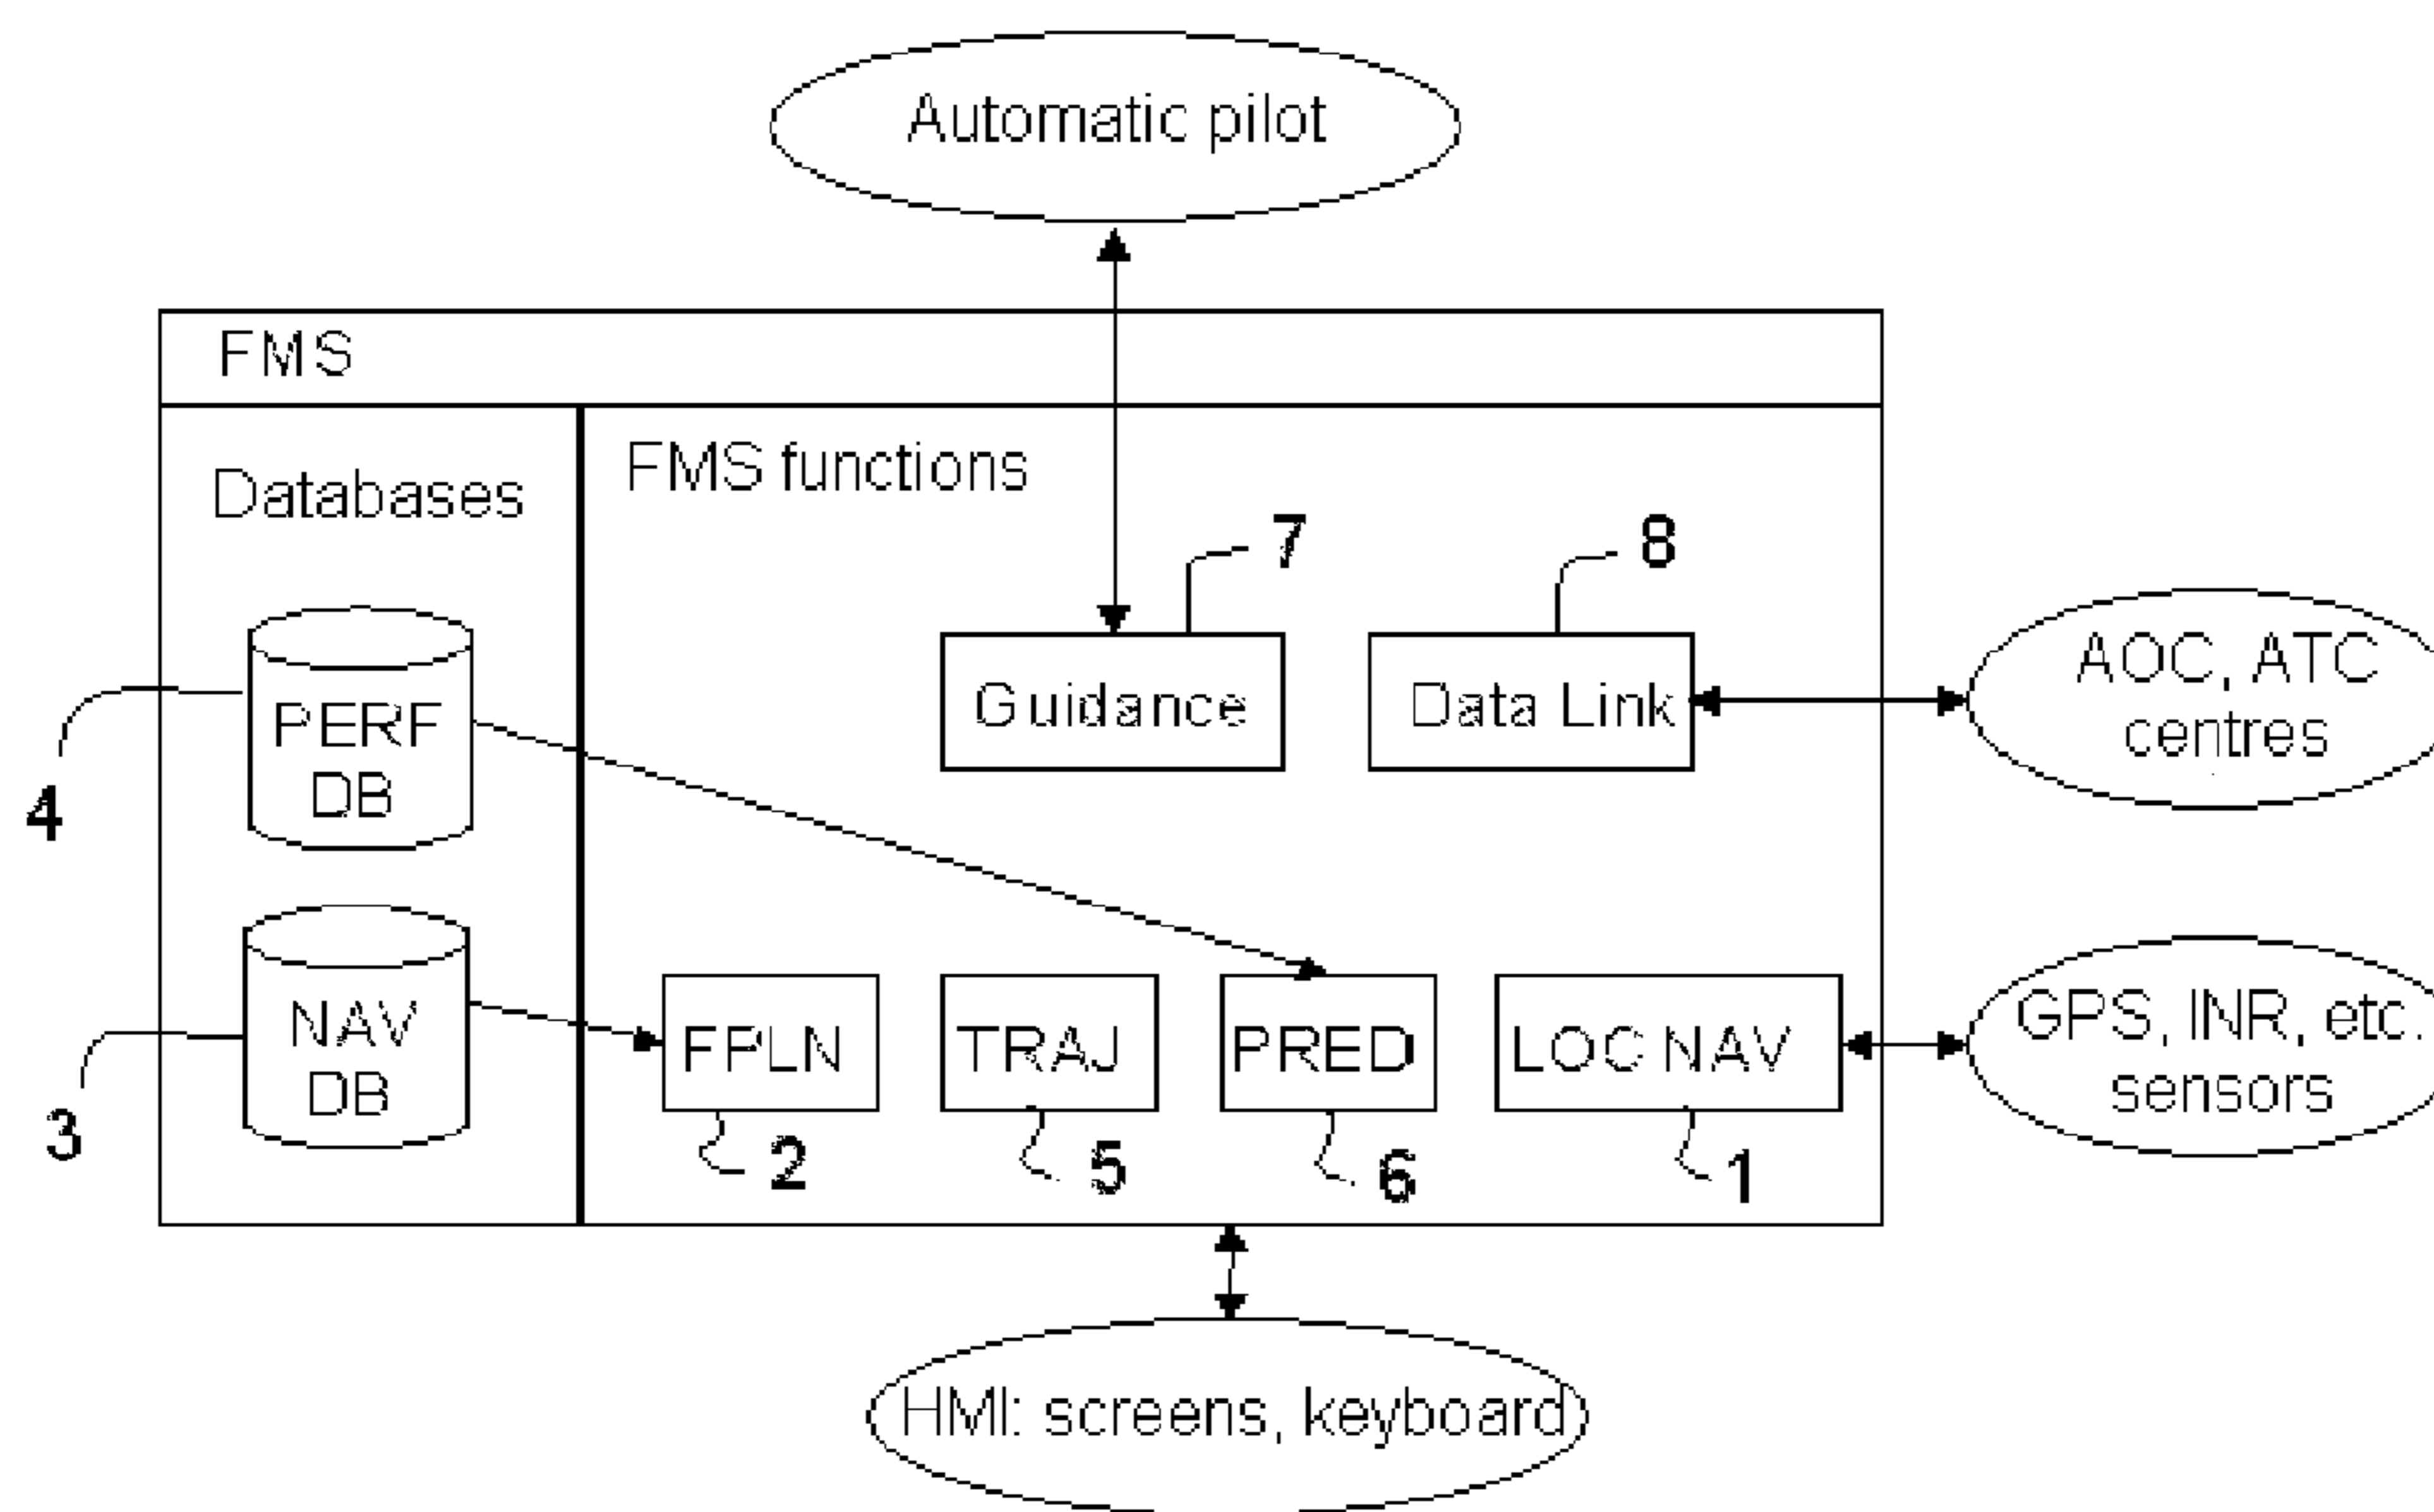 Automatic pilot
FMS
Databases
FMS functions
7
8
PERF
DB
4
Guidance
Data Link
AOC, ATC
centres
NAV
DB
3
FPLN
TRAJ
PRED
LOC NAV
GPS, INR, etc.
sensors
2
5
6
1
HMI: screens, keyboard